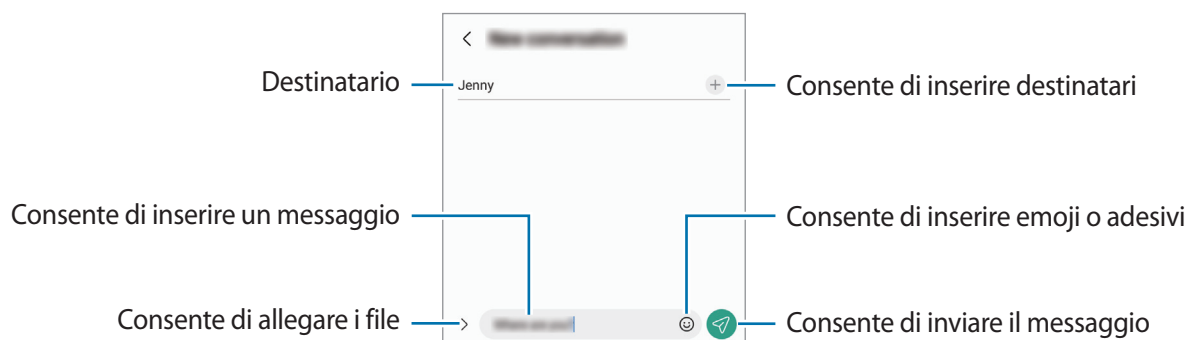 Destinatario
Jenny
Consente di inserire destinatari
Consente di inserire un messaggio
Consente di inserire emoji o adesivi
Consente di allegare i file
Consente di inviare il messaggio